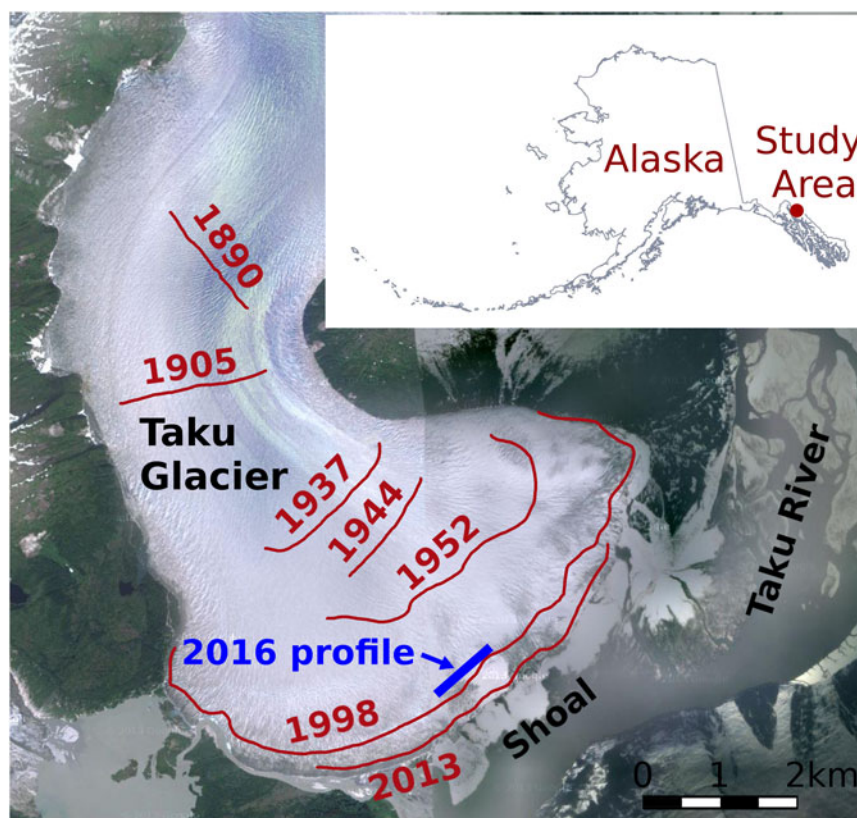 Alaska
Study
Area
1890
1905
Taku
Glacier
1937
1944
1952
Taku River
2016 profile
1998
2013
Shoal
0 1 2km